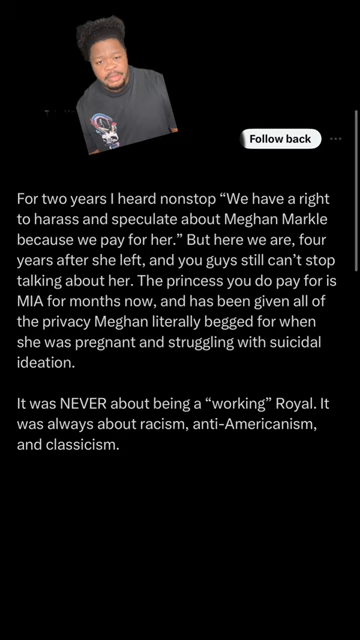 Follow back
For two years I heard nonstop “We have a right
to harass and speculate about Meghan Markle
because we pay for her.” But here we are, four
years after she left, and you guys still can’t stop
talking about her. The princess you do pay for is
MIA for months now, and has been given all of
the privacy Meghan literally begged for when
she was pregnant and struggling with suicidal
ideation.
It was NEVER about being a “working” Royal. It
was always about racism, anti-Americanism,
and classicism.